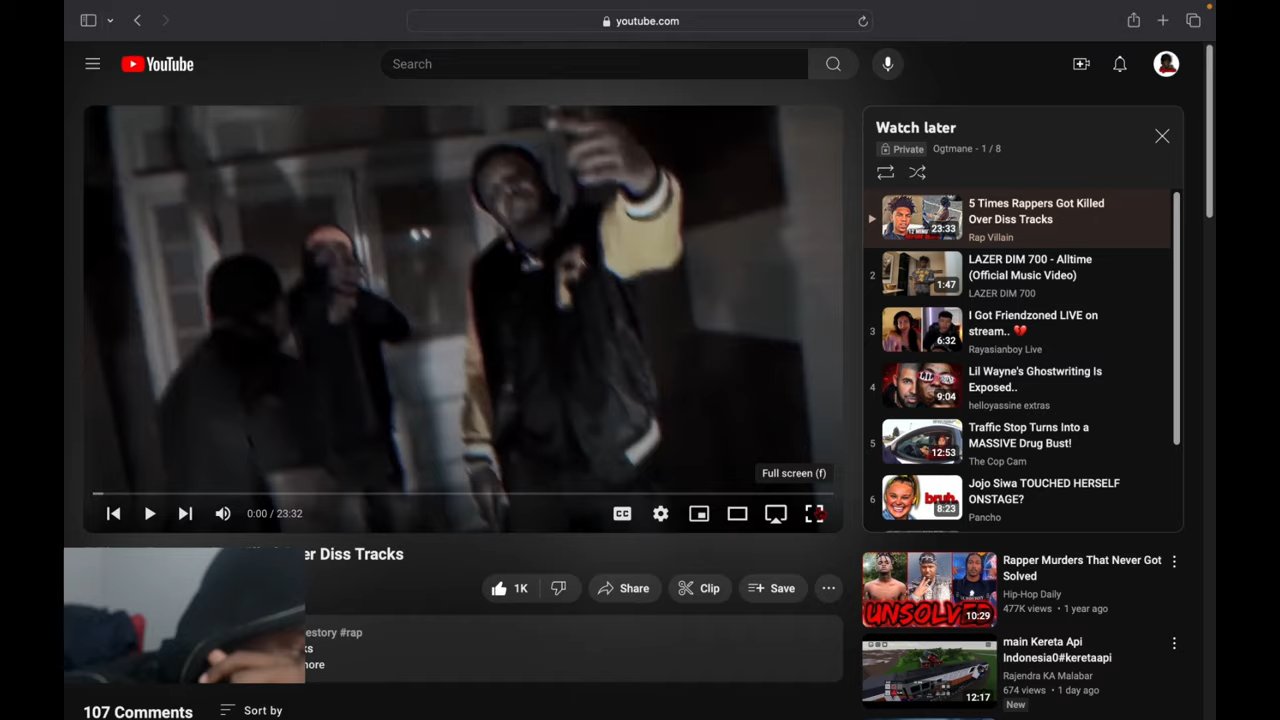 youtube.com
YouTube
Search
Full screen (f)
0:00 / 23:32
CC
er Diss Tracks
1K
Share
Clip
Save
estory #rap
ks
ore
107 Comments
Sort by
Watch later
Private
Ogtmane - 1 / 8
23:33
5 Times Rappers Got Killed
Over Diss Tracks
Rap Villain
2
1:47
LAZER DIM 700 - Alltime
(Official Music Video)
LAZER DIM 700
3
6:32
I Got Friendzoned LIVE on
stream.. 💔
Rayasianboy Live
4
9:04
Lil Wayne's Ghostwriting Is
Exposed..
helloyassine extras
5
12:53
Traffic Stop Turns Into a
MASSIVE Drug Bust!
The Cop Cam
6
bruh.
8:23
Jojo Siwa TOUCHED HERSELF
ONSTAGE?
Pancho
UNSOLVED
10:29
Rapper Murders That Never Got
Solved
Hip-Hop Daily
477K views • 1 year ago
12:17
main Kereta Api
Indonesia0#keretaapi
Rajendra KA Malabar
674 views • 1 day ago
New